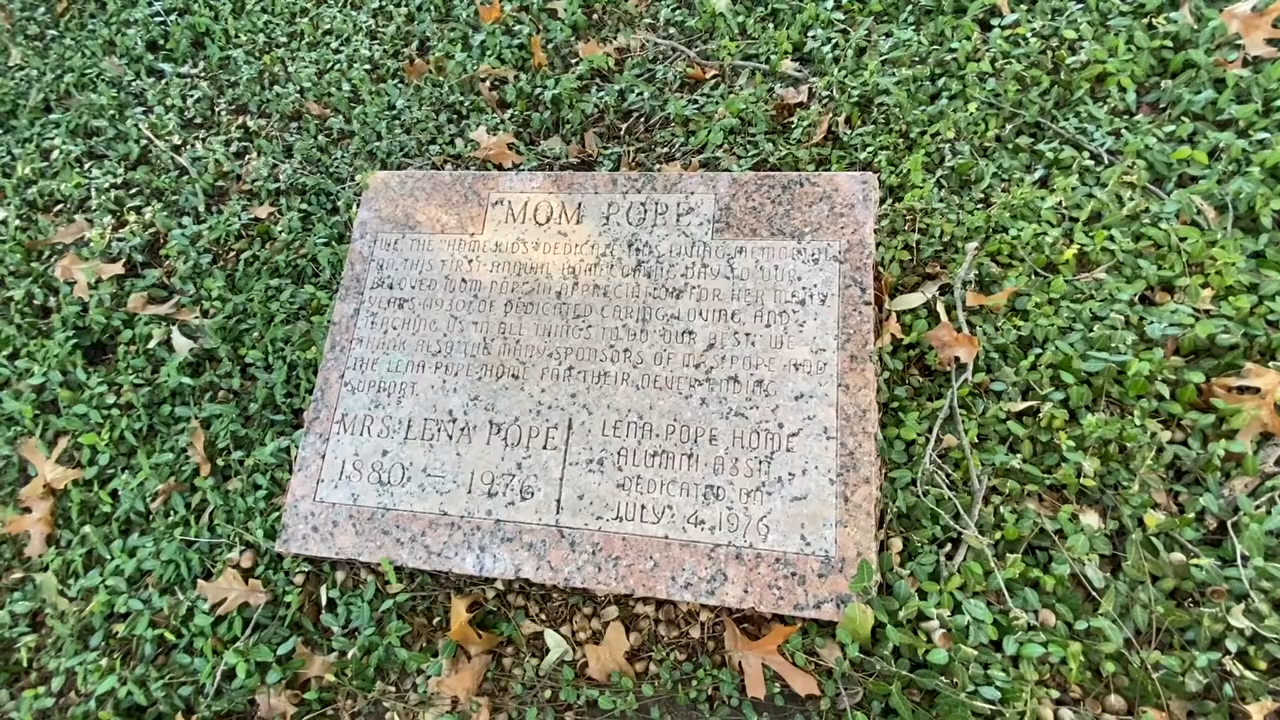 "MOM POPE"
WE THE "HOME KIDS" DEDICATE THIS LIVING MEMORIAL
ON THIS FIRST ANNUAL HOMECOMING DAY TO OUR
BELOVED MOM POPE IN APPRECIATION FOR HER MANY
YEARS (1930) OF DEDICATED CARING, LOVING, AND
TEACHING US IN ALL THINGS TO DO OUR BEST. WE
THANK ALSO THE MANY SPONSORS OF MRS. POPE AND
THE LENA POPE HOME FOR THEIR NEVER ENDING
SUPPORT.
MRS. LENA POPE
1880 - 1976
LENA POPE HOME
ALUMNI ASSN
DEDICATED ON
JULY 4, 1976